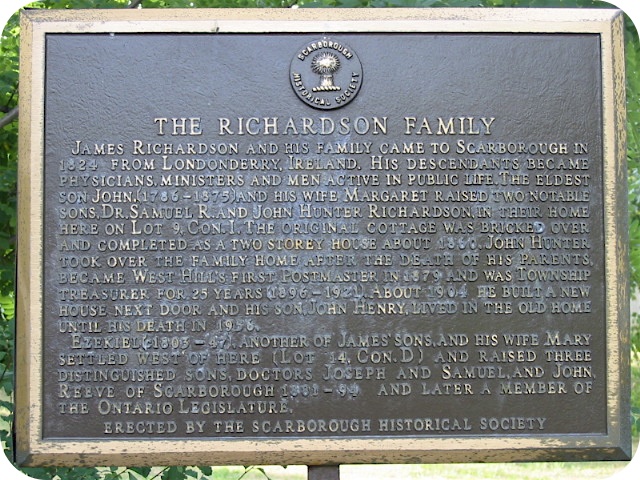 SCARBOROUGH
HISTORICAL SOCIETY
THE RICHARDSON FAMILY
JAMES RICHARDSON AND HIS FAMILY CAME TO SCARBOROUGH IN
1824 FROM LONDONDERRY, IRELAND. HIS DESCENDANTS BECAME
PHYSICIANS, MINISTERS AND MEN ACTIVE IN PUBLIC LIFE. THE ELDEST
SON JOHN, (1786-1875) AND HIS WIFE MARGARET RAISED TWO NOTABLE
SONS, DR. SAMUEL R. AND JOHN HUNTER RICHARDSON, IN THEIR HOME
HERE ON LOT 9, CON. I. THE ORIGINAL COTTAGE WAS BRICKED OVER
AND COMPLETED AS A TWO STOREY HOUSE ABOUT 1860. JOHN HUNTER
TOOK OVER THE FAMILY HOME AFTER THE DEATH OF HIS PARENTS,
BECAME WEST HILL'S FIRST POSTMASTER IN 1879 AND WAS TOWNSHIP
TREASURER FOR 25 YEARS (1896-1921). ABOUT 1904 HE BUILT A NEW
HOUSE NEXT DOOR AND HIS SON, JOHN HENRY, LIVED IN THE OLD HOME
UNTIL HIS DEATH IN 1956.
EZEKIEL (1803-47), ANOTHER OF JAMES' SONS, AND HIS WIFE MARY
SETTLED WEST OF HERE (LOT 14, CON. D) AND RAISED THREE
DISTINGUISHED SONS, DOCTORS JOSEPH AND SAMUEL, AND JOHN,
REEVE OF SCARBOROUGH 1881-94 AND LATER A MEMBER OF
THE ONTARIO LEGISLATURE.
ERECTED BY THE SCARBOROUGH HISTORICAL SOCIETY